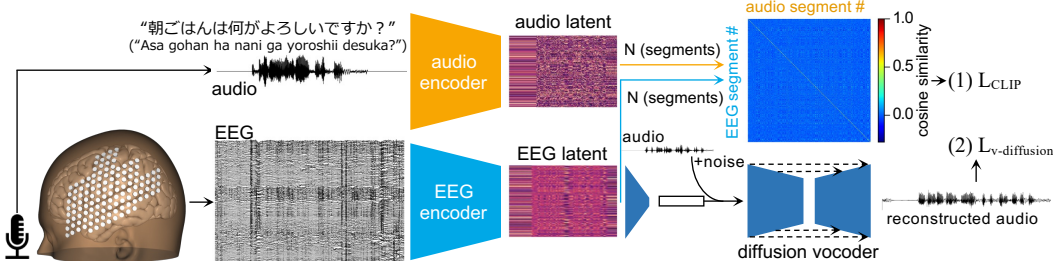 “朝ごはんは何がよろしいですか？”
(“Asa gohan ha nani ga yoroshii desuka?”)
audio
audio
encoder
audio latent
N (segments)
N (segments)
audio segment #
EEG segment #
1.0
0.5
0.0
cosine similarity
(1) LCLIP
EEG
EEG
encoder
EEG latent
audio
+noise
diffusion vocoder
(2) Lv-diffusion
reconstructed audio